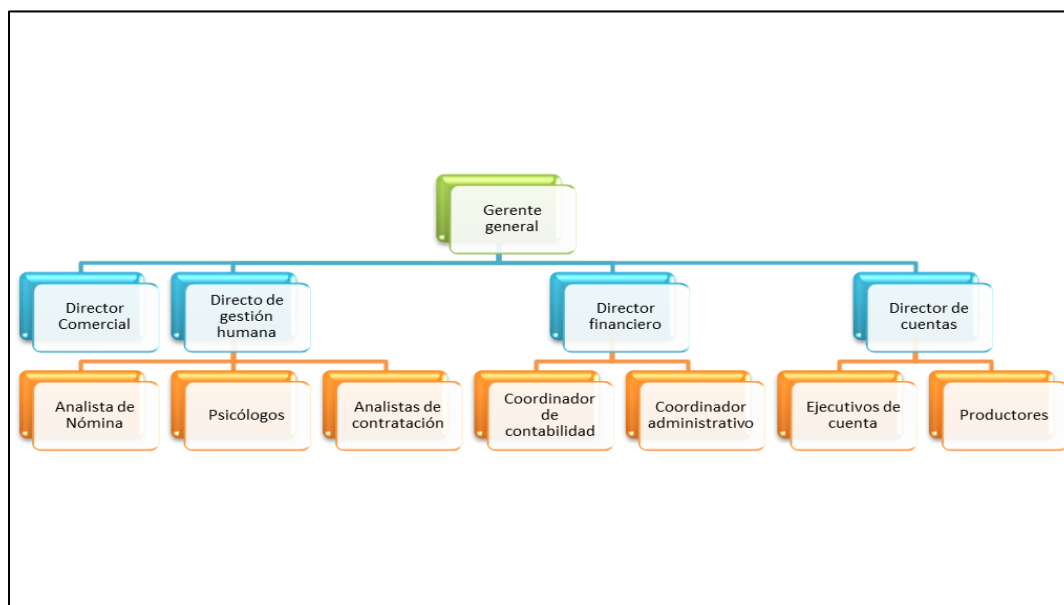 Gerente
general
Director
Comercial
Directo de
gestión
humana
Director
financiero
Director de
cuentas
Analista de
Nómina
Psicólogos
Analistas de
contratación
Coordinador
de
contabilidad
Coordinador
administrativo
Ejecutivos de
cuenta
Productores